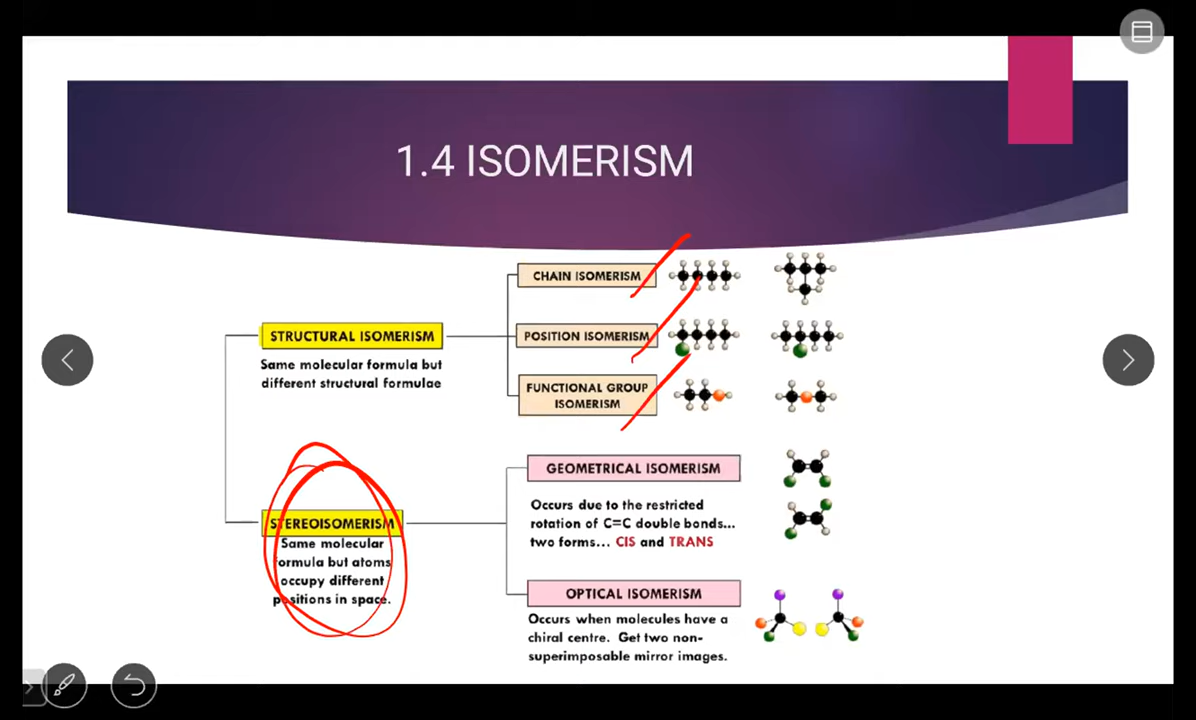 1.4 ISOMERISM
CHAIN ISOMERISM
STRUCTURAL ISOMERISM
POSITION ISOMERISM
Same molecular formula but
different structural formulae
FUNCTIONAL GROUP
ISOMERISM
GEOMETRICAL ISOMERISM
Occurs due to the restricted
rotation of C=C double bonds...
two forms... CIS and TRANS
STEREOISOMERISM
Same molecular
formula but atoms
occupy different
positions in space.
OPTICAL ISOMERISM
Occurs when molecules have a
chiral centre. Get two non-
superimposable mirror images.